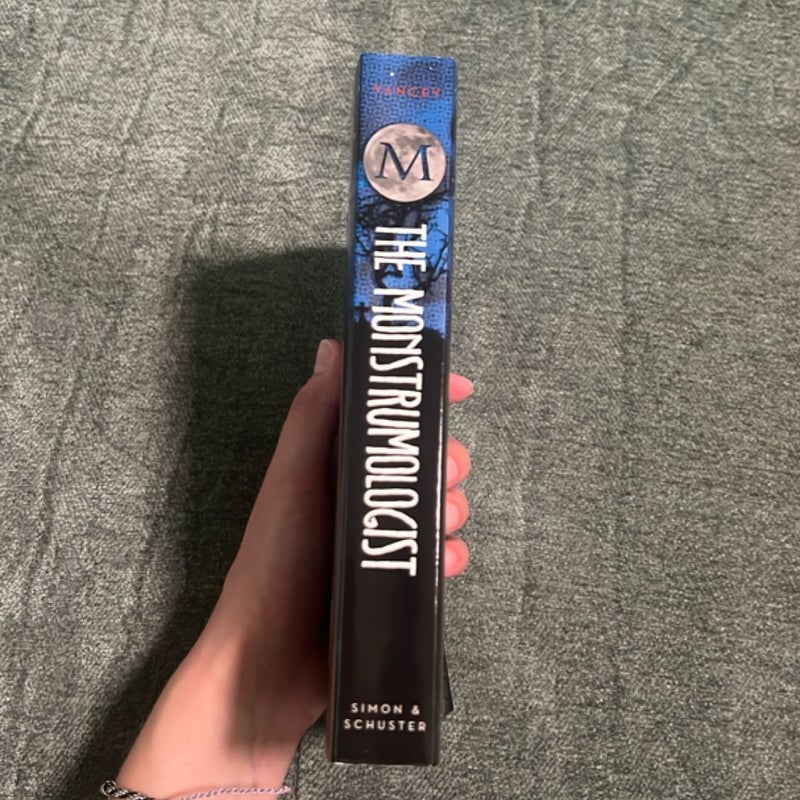 YANCEY
M
THE MONSTRUMOLOGIST
SIMON &
SCHUSTER